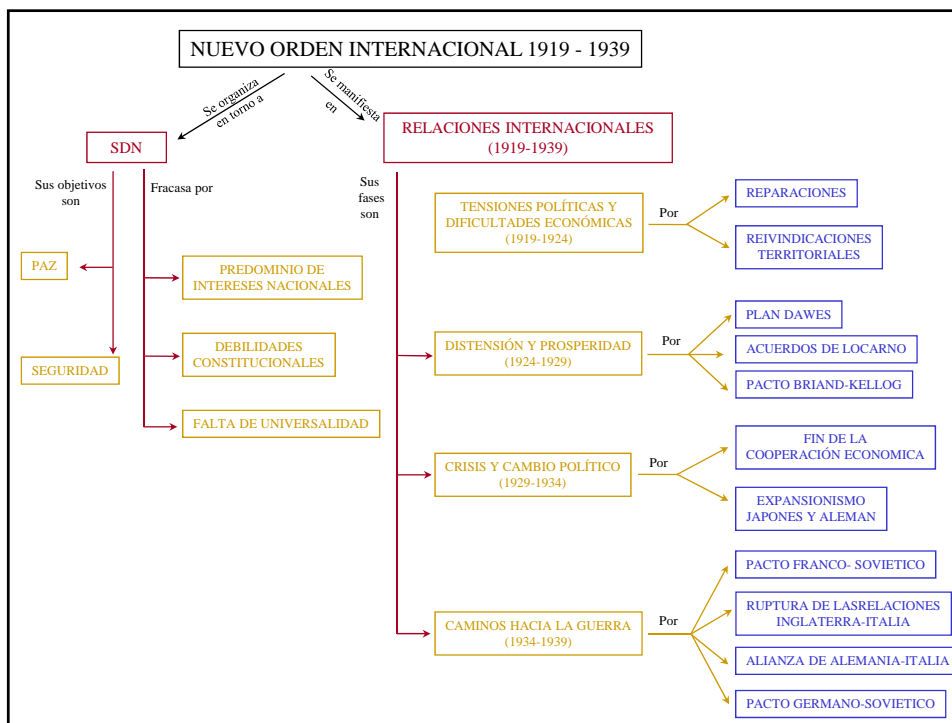 NUEVO ORDEN INTERNACIONAL 1919 - 1939
Se organiza
en torno a
Se manifiesta
en
SDN
RELACIONES INTERNACIONALES
(1919-1939)
Sus objetivos
son
Fracasa por
PAZ
SEGURIDAD
PREDOMINIO DE
INTERESES NACIONALES
DEBILIDADES
CONSTITUCIONALES
FALTA DE UNIVERSALIDAD
Sus
fases
son
TENSIONES POLÍTICAS Y
DIFICULTADES ECONÓMICAS
(1919-1924)
Por
REPARACIONES
REIVINDICACIONES
TERRITORIALES
DISTENSIÓN Y PROSPERIDAD
(1924-1929)
Por
PLAN DAWES
ACUERDOS DE LOCARNO
PACTO BRIAND-KELLOG
CRISIS Y CAMBIO POLÍTICO
(1929-1934)
Por
FIN DE LA
COOPERACIÓN ECONOMICA
EXPANSIONISMO
JAPONES Y ALEMAN
CAMINOS HACIA LA GUERRA
(1934-1939)
Por
PACTO FRANCO- SOVIETICO
RUPTURA DE LASRELACIONES
INGLATERRA-ITALIA
ALIANZA DE ALEMANIA-ITALIA
PACTO GERMANO-SOVIETICO